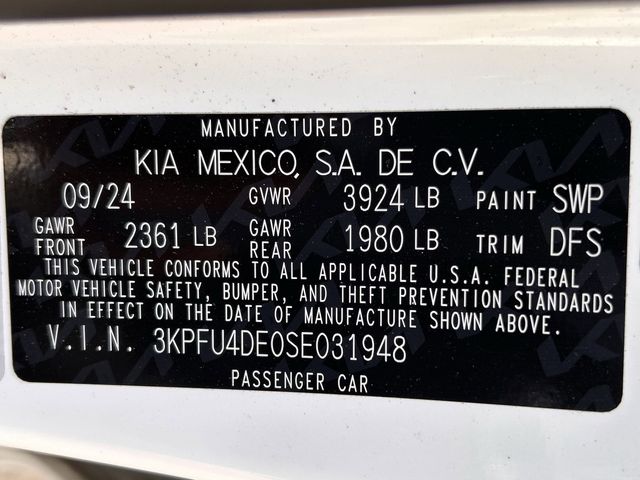 MANUFACTURED BY
KIA MEXICO, S.A. DE C.V.
09/24 GVWR 3924 LB PAINT SWP
GAWR FRONT 2361 LB GAWR REAR 1980 LB TRIM DFS
THIS VEHICLE CONFORMS TO ALL APPLICABLE U.S.A. FEDERAL
MOTOR VEHICLE SAFETY, BUMPER, AND THEFT PREVENTION STANDARDS
IN EFFECT ON THE DATE OF MANUFACTURE SHOWN ABOVE.
V.I.N. 3KPFU4DE0SE031948
PASSENGER CAR